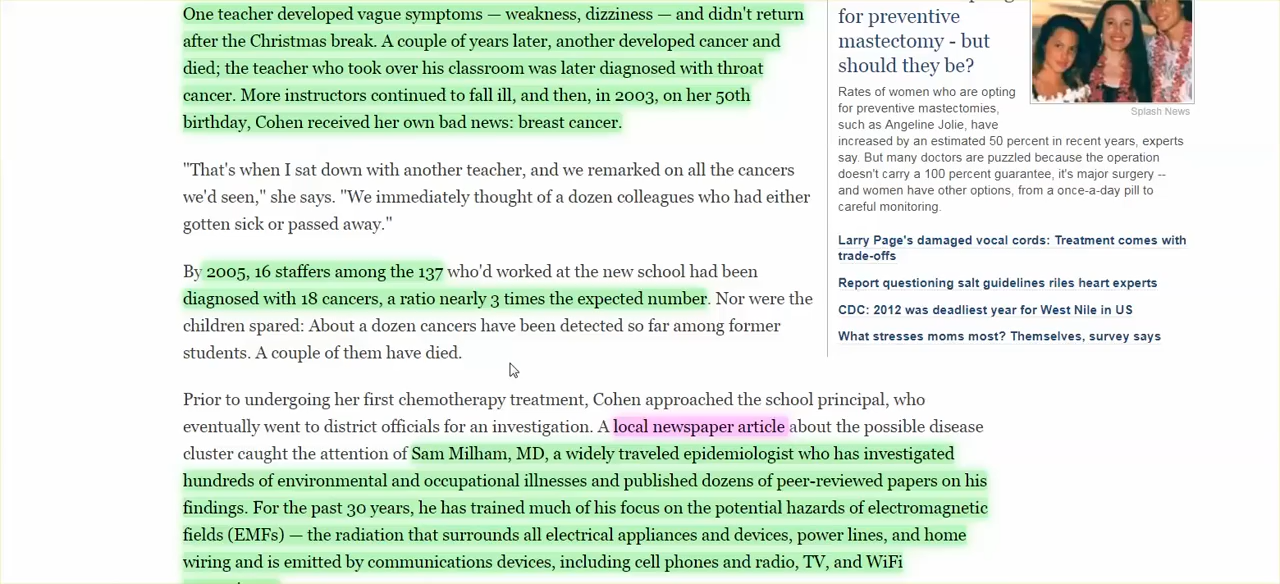 One teacher developed vague symptoms — weakness, dizziness — and didn't return
after the Christmas break. A couple of years later, another developed cancer and
died; the teacher who took over his classroom was later diagnosed with throat
cancer. More instructors continued to fall ill, and then, in 2003, on her 50th
birthday, Cohen received her own bad news: breast cancer.
"That's when I sat down with another teacher, and we remarked on all the cancers
we'd seen," she says. "We immediately thought of a dozen colleagues who had either
gotten sick or passed away."
By 2005, 16 staffers among the 137 who'd worked at the new school had been
diagnosed with 18 cancers, a ratio nearly 3 times the expected number. Nor were the
children spared: About a dozen cancers have been detected so far among former
students. A couple of them have died.
Prior to undergoing her first chemotherapy treatment, Cohen approached the school principal, who
eventually went to district officials for an investigation. A local newspaper article about the possible disease
cluster caught the attention of Sam Milham, MD, a widely traveled epidemiologist who has investigated
hundreds of environmental and occupational illnesses and published dozens of peer-reviewed papers on his
findings. For the past 30 years, he has trained much of his focus on the potential hazards of electromagnetic
fields (EMFs) — the radiation that surrounds all electrical appliances and devices, power lines, and home
wiring and is emitted by communications devices, including cell phones and radio, TV, and WiFi
for preventive
mastectomy - but
should they be?
Splash News
Rates of women who are opting
for preventive mastectomies,
such as Angeline Jolie, have
increased by an estimated 50 percent in recent years, experts
say. But many doctors are puzzled because the operation
doesn't carry a 100 percent guarantee, it's major surgery --
and women have other options, from a once-a-day pill to
careful monitoring.
Larry Page's damaged vocal cords: Treatment comes with
trade-offs
Report questioning salt guidelines riles heart experts
CDC: 2012 was deadliest year for West Nile in US
What stresses moms most? Themselves, survey says